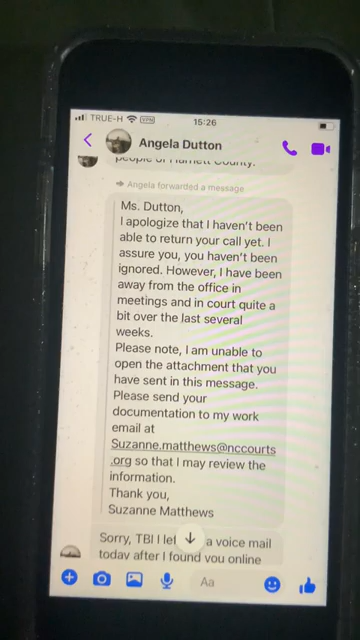 TRUE-H VPN 15:26
Angela Dutton
people of Harnett County.
Angela forwarded a message
Ms. Dutton,
I apologize that I haven't been
able to return your call yet. I
assure you, you haven't been
ignored. However, I have been
away from the office in
meetings and in court quite a
bit over the last several
weeks.
Please note, I am unable to
open the attachment that you
have sent in this message.
Please send your
documentation to my work
email at
Suzanne.matthews@nccourts
.org so that I may review the
information.
Thank you,
Suzanne Matthews
Sorry, TBI I lef a voice mail
today after I found you online
Aa